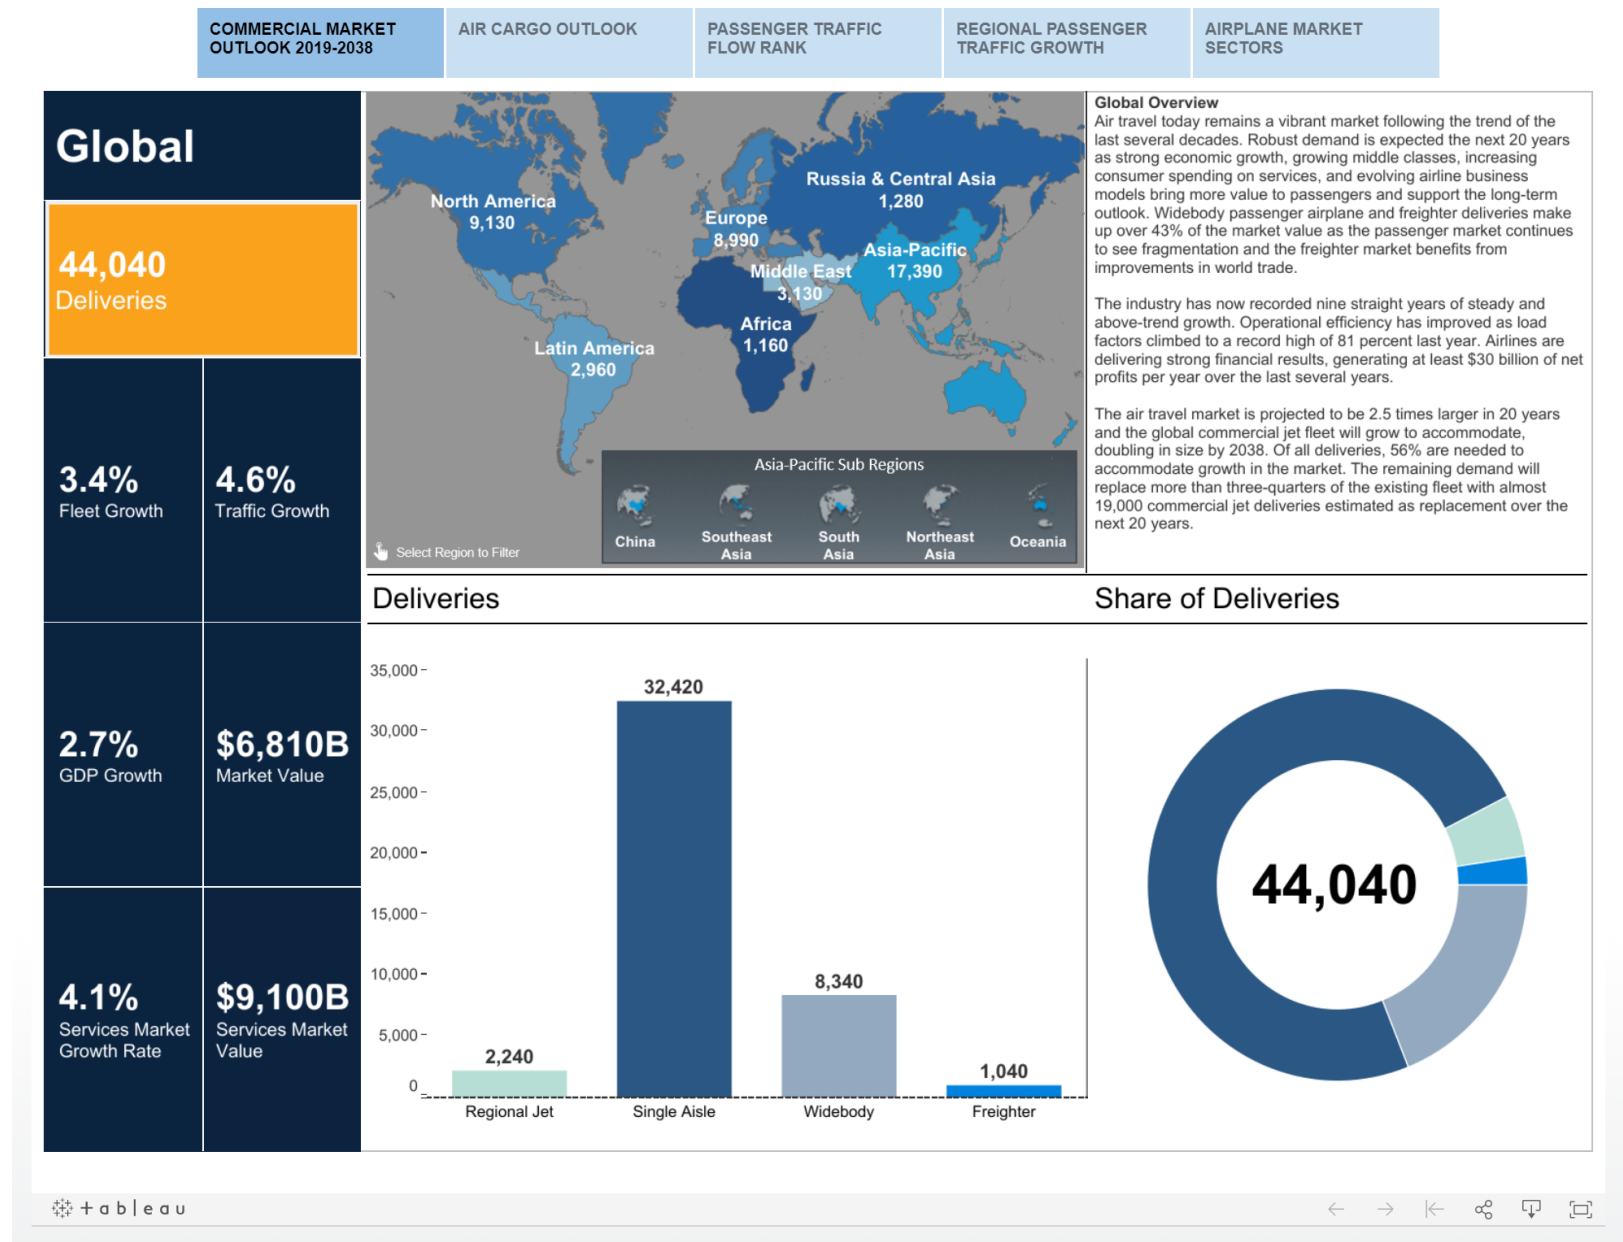 COMMERCIAL MARKET
OUTLOOK 2019-2038
AIR CARGO OUTLOOK
PASSENGER TRAFFIC
FLOW RANK
REGIONAL PASSENGER
TRAFFIC GROWTH
AIRPLANE MARKET
SECTORS
Global
44,040
Deliveries
3.4%
Fleet Growth
4.6%
Traffic Growth
2.7%
GDP Growth
$6,810B
Market Value
4.1%
Services Market
Growth Rate
$9,100B
Services Market
Value
North America
9,130
Europe
8,990
Russia & Central Asia
1,280
Asia-Pacific
17,390
Middle East
3,130
Africa
1,160
Latin America
2,960
Asia-Pacific Sub Regions
China
Southeast
Asia
South
Asia
Northeast
Asia
Oceania
Select Region to Filter
Global Overview
Air travel today remains a vibrant market following the trend of the
last several decades. Robust demand is expected the next 20 years
as strong economic growth, growing middle classes, increasing
consumer spending on services, and evolving airline business
models bring more value to passengers and support the long-term
outlook. Widebody passenger airplane and freighter deliveries make
up over 43% of the market value as the passenger market continues
to see fragmentation and the freighter market benefits from
improvements in world trade.
The industry has now recorded nine straight years of steady and
above-trend growth. Operational efficiency has improved as load
factors climbed to a record high of 81 percent last year. Airlines are
delivering strong financial results, generating at least $30 billion of net
profits per year over the last several years.
The air travel market is projected to be 2.5 times larger in 20 years
and the global commercial jet fleet will grow to accommodate,
doubling in size by 2038. Of all deliveries, 56% are needed to
accommodate growth in the market. The remaining demand will
replace more than three-quarters of the existing fleet with almost
19,000 commercial jet deliveries estimated as replacement over the
next 20 years.
Deliveries
35,000
30,000
25,000
20,000
15,000
10,000
5,000
0
2,240
32,420
8,340
1,040
Regional Jet
Single Aisle
Widebody
Freighter
Share of Deliveries
44,040
+ableau